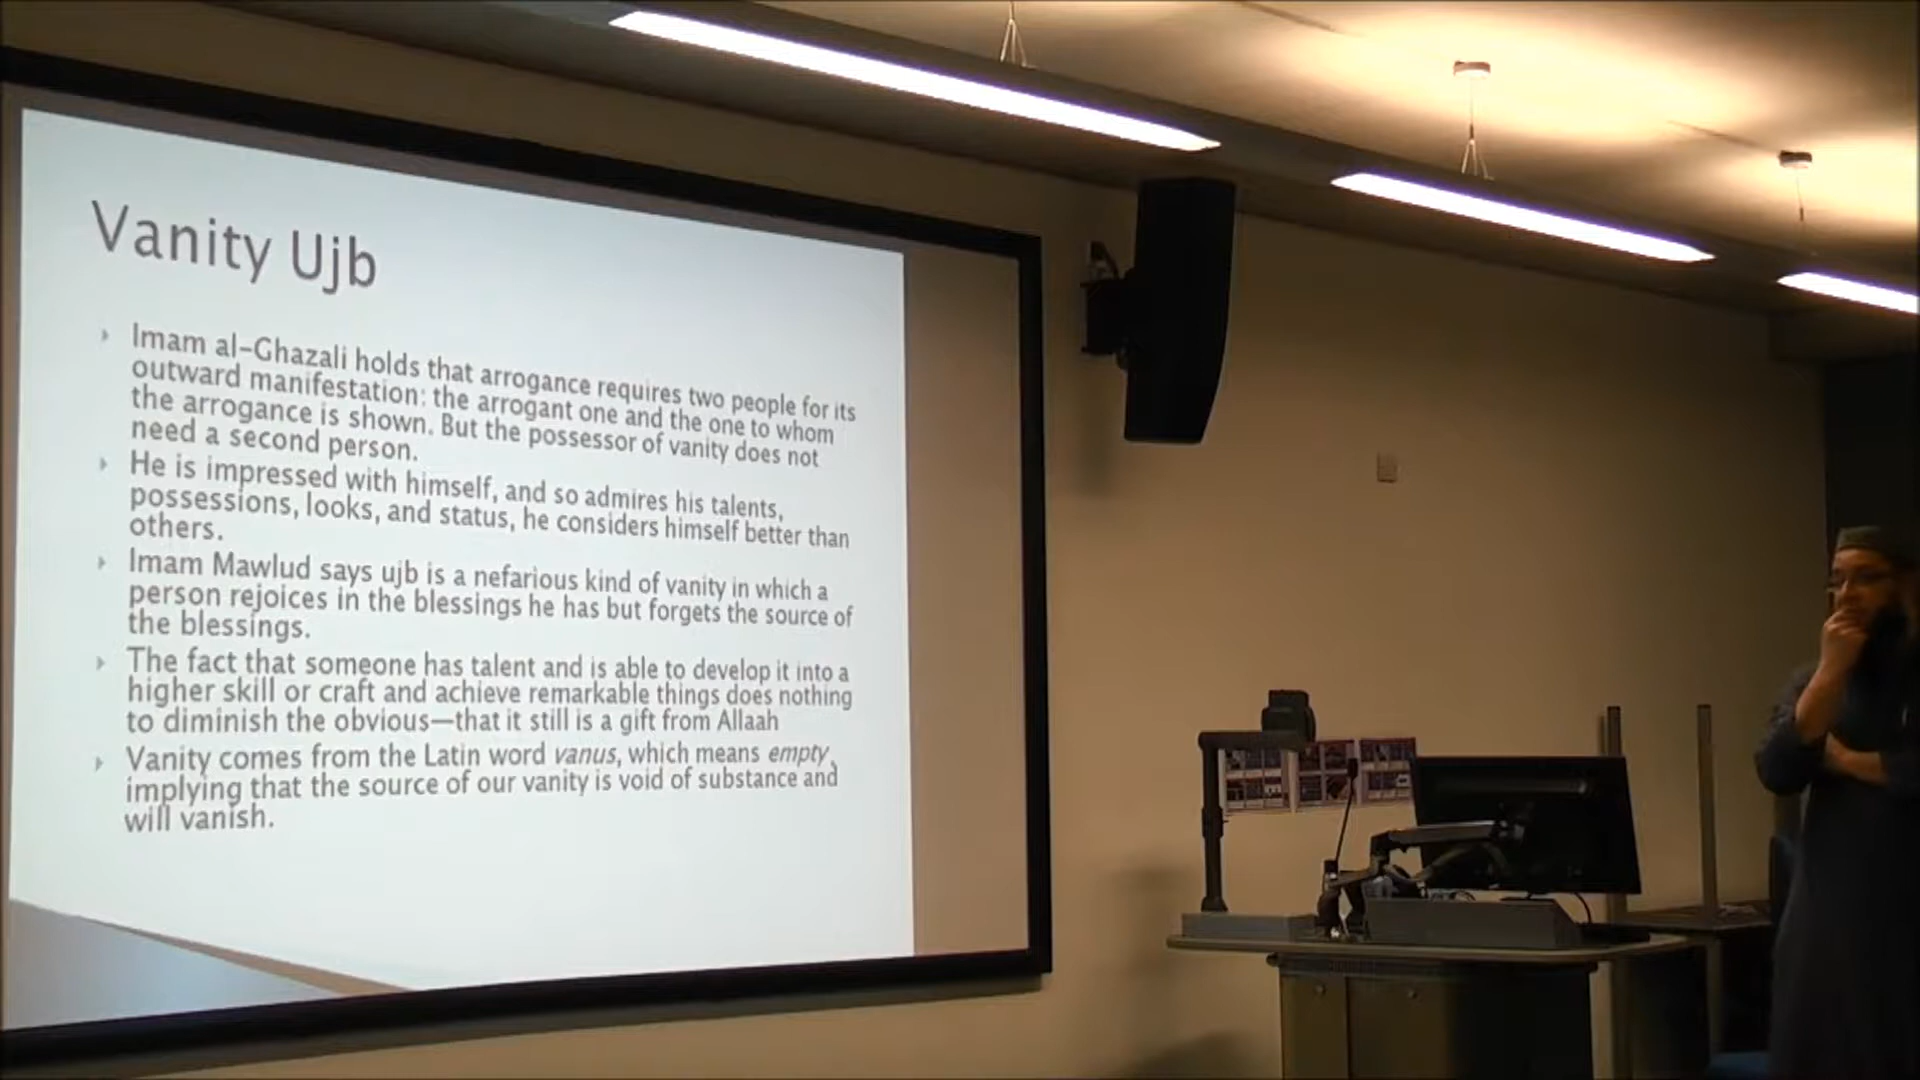 Vanity Ujb
Imam al-Ghazali holds that arrogance requires two people for its
outward manifestation: the arrogant one and the one to whom
the arrogance is shown. But the possessor of vanity does not
need a second person.
He is impressed with himself, and so admires his talents,
possessions, looks, and status, he considers himself better than
others.
Imam Mawlud says ujb is a nefarious kind of vanity in which a
person rejoices in the blessings he has but forgets the source of
the blessings.
The fact that someone has talent and is able to develop it into a
higher skill or craft and achieve remarkable things does nothing
to diminish the obvious—that it still is a gift from Allaah
Vanity comes from the Latin word vanus, which means empty,
implying that the source of our vanity is void of substance and
will vanish.